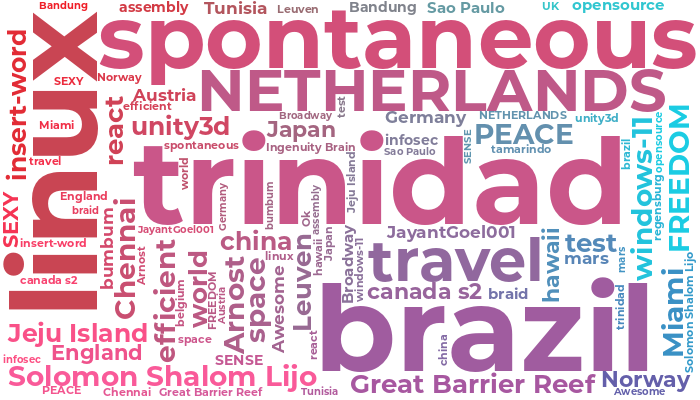 Bandung
assembly
Tunisia
Leuven
Bandung
Sao Paulo
UK
opensource
spontaneous
linux
insert-word
SEXY
Norway
NETHERLANDS
Austria
efficient
react
Miami
unity3d
Broadway
test
Germany
NETHERLANDS
unity3d
Japan
PEACE
infosec
tamarindo
SENSE
spontaneous
Ingenuity Brain
Sao Paulo
travel
world
trinidad
Jeju Island
brazil
windows-11
opensource
FREEDOM
regensburg
England
braid
SEXY
bumbum
Chennai
Germany
bumbum
Ok
assembly
JayantGoel001
insert-word
china
JayantGoel001
travel
hawaii
test
mars
mars
Arnost
efficient
world
linux
hawaii
Japan
Broadway
windows-11
canada s2
belgium
FREEDOM
Austria
Arnost
space
Awesome
Leuven
canada s2
braid
trinidad
Miami
Solomon Shalom Lijo
brazil
Jeju Island
space
react
china
England
infosec
SENSE
Solomon Shalom Lijo
Great Barrier Reef
Norway
PEACE
Chennai
Great Barrier Reef
Tunisia
Awesome